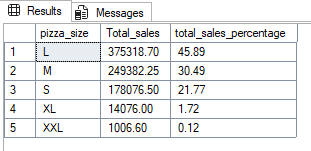 Results Messages
pizza_size Total_sales total_sales_percentage
1 L 375318.70 45.89
2 M 249382.25 30.49
3 S 178076.50 21.77
4 XL 14076.00 1.72
5 XXL 1006.60 0.12